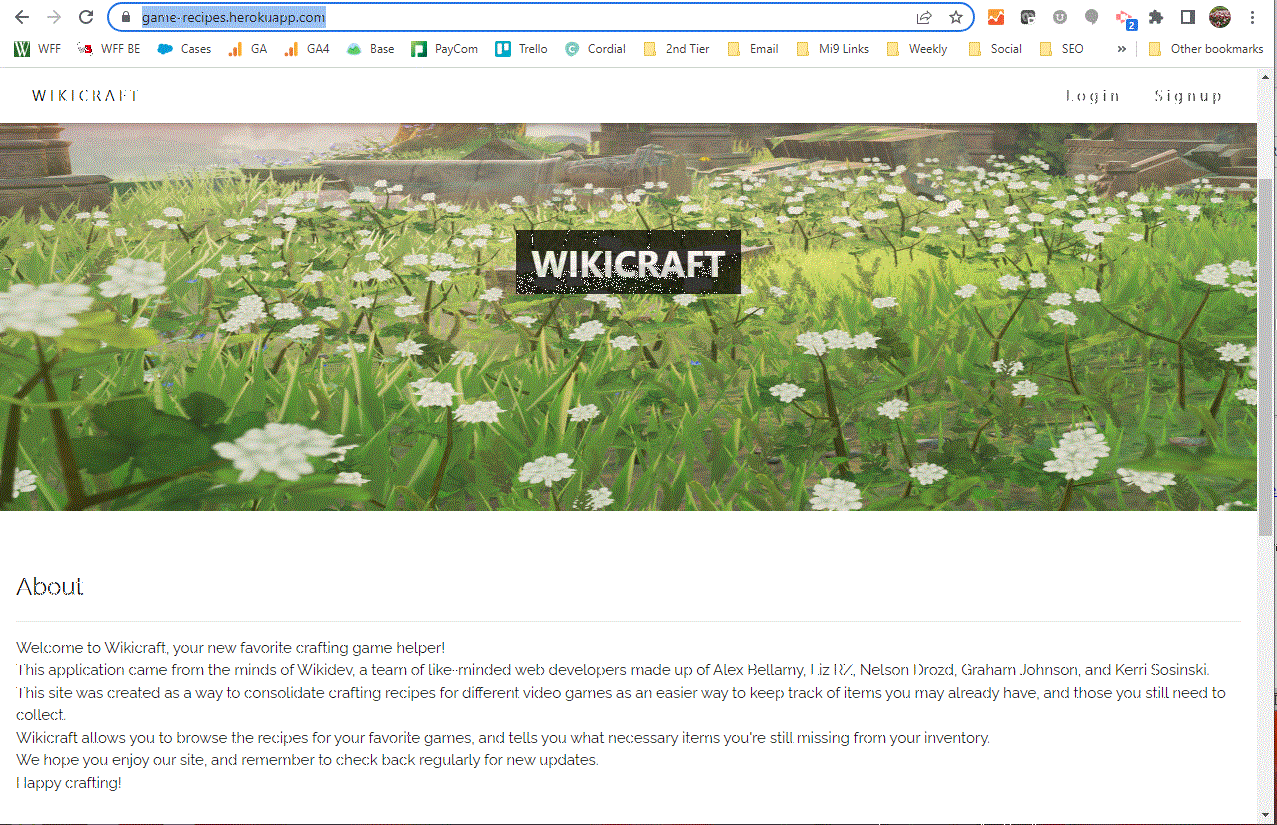 game-recipes.herokuapp.com
WFF WFF BE Cases GA GA4 Base PayCom Trello Cordial 2nd Tier Email Mi9 Links Weekly Social SEO » Other bookmarks
2
WIKICRAFT Login Signup
WIKICRAFT
About
Welcome to Wikicraft, your new favorite crafting game helper!
This application came from the minds of Wikidev, a team of like-minded web developers made up of Alex Bellamy, Liz RZ, Nelson Drozd, Graham Johnson, and Kerri Sosinski.
This site was created as a way to consolidate crafting recipes for different video games as an easier way to keep track of items you may already have, and those you still need to
collect.
Wikicraft allows you to browse the recipes for your favorite games, and tells you what necessary items you're still missing from your inventory.
We hope you enjoy our site, and remember to check back regularly for new updates.
Happy crafting!